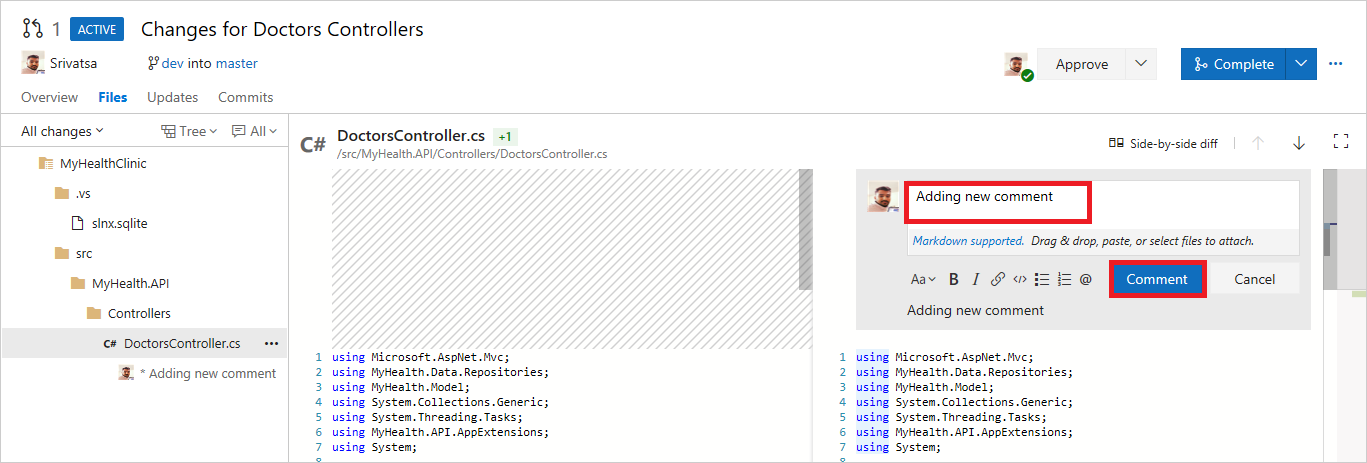 1 ACTIVE Changes for Doctors Controllers
Srivatsa dev into master
Approve Complete
Overview Files Updates Commits
All changes Tree All
MyHealthClinic
.vs
slnx.sqlite
src
MyHealth.API
Controllers
C# DoctorsController.cs
* Adding new comment
C# DoctorsController.cs +1
/src/MyHealth.API/Controllers/DoctorsController.cs
Side-by-side diff
Adding new comment
Markdown supported. Drag & drop, paste, or select files to attach.
Aa B I </> @ Comment Cancel
Adding new comment
1 using Microsoft.AspNet.Mvc;
2 using MyHealth.Data.Repositories;
3 using MyHealth.Model;
4 using System.Collections.Generic;
5 using System.Threading.Tasks;
6 using MyHealth.API.AppExtensions;
7 using System;
8
1 using Microsoft.AspNet.Mvc;
2 using MyHealth.Data.Repositories;
3 using MyHealth.Model;
4 using System.Collections.Generic;
5 using System.Threading.Tasks;
6 using MyHealth.API.AppExtensions;
7 using System;
8